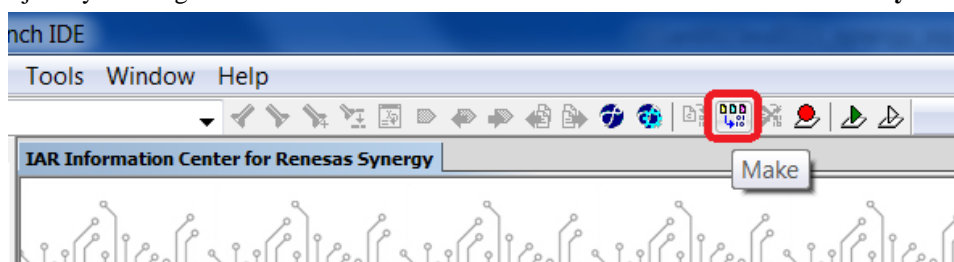 nch IDE
Tools Window Help
IAR Information Center for Renesas Synergy
Make